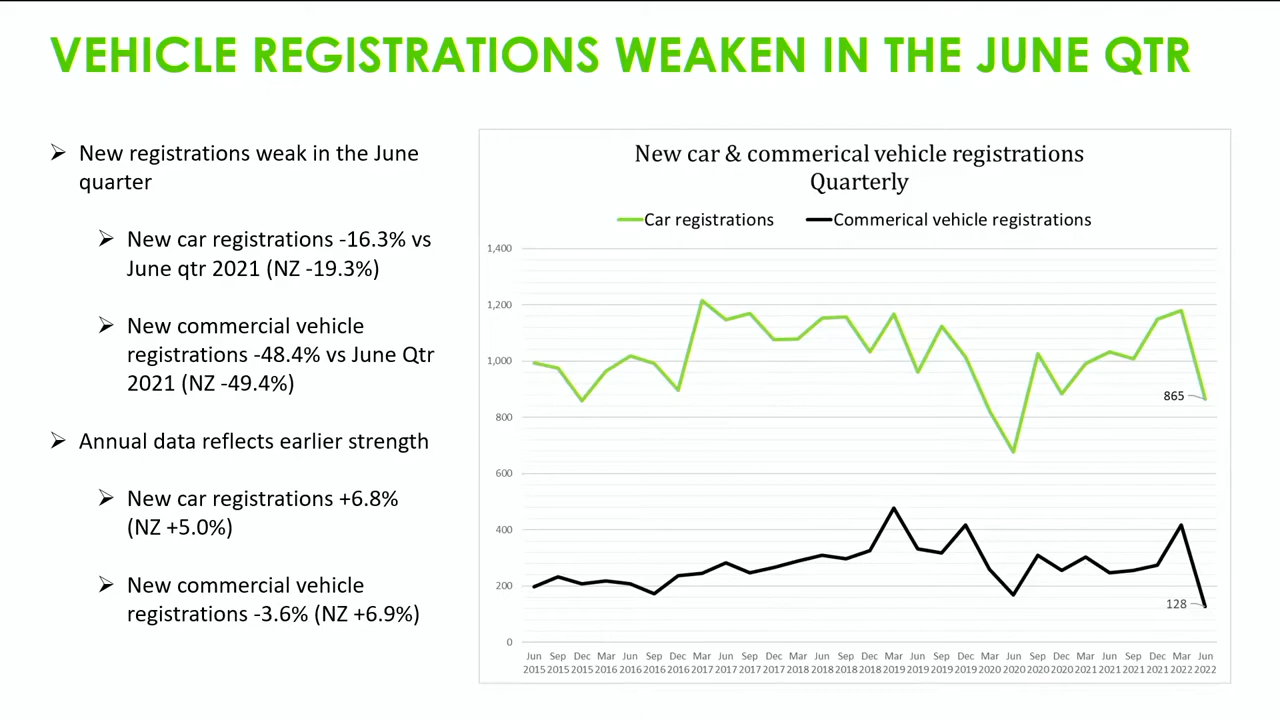 VEHICLE REGISTRATIONS WEAKEN IN THE JUNE QTR
New registrations weak in the June
quarter
New car registrations -16.3% vs
June qtr 2021 (NZ -19.3%)
New commercial vehicle
registrations -48.4% vs June Qtr
2021 (NZ -49.4%)
Annual data reflects earlier strength
New car registrations +6.8%
(NZ +5.0%)
New commercial vehicle
registrations -3.6% (NZ +6.9%)
New car & commerical vehicle registrations
Quarterly
Car registrations Commerical vehicle registrations
1,400
1,200
1,000
800
600
400
200
0
865
128
Jun Sep Dec Mar Jun Sep Dec Mar Jun Sep Dec Mar Jun Sep Dec Mar Jun Sep Dec Mar Jun Sep Dec Mar Jun Sep Dec Mar Jun
2015 2015 2015 2016 2016 2016 2016 2017 2017 2017 2017 2018 2018 2018 2018 2019 2019 2019 2019 2020 2020 2020 2020 2021 2021 2021 2021 2022 2022